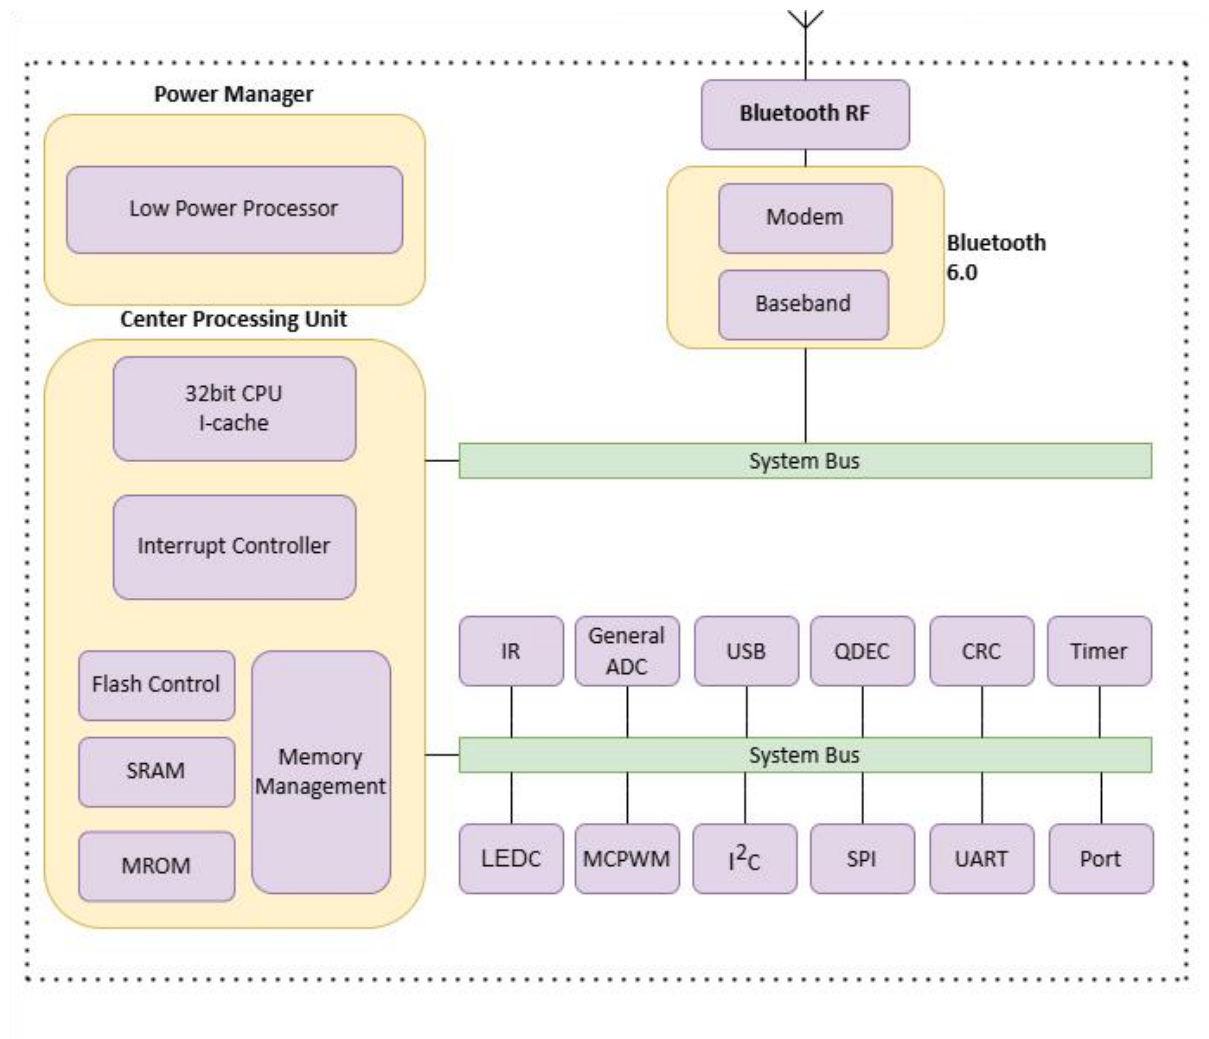 Power Manager
Low Power Processor
Bluetooth RF
Modem
Baseband
Bluetooth
6.0
Center Processing Unit
32bit CPU
I-cache
Interrupt Controller
Flash Control
SRAM
MROM
Memory
Management
System Bus
IR
General
ADC
USB
QDEC
CRC
Timer
System Bus
LEDC
MCPWM
I²C
SPI
UART
Port